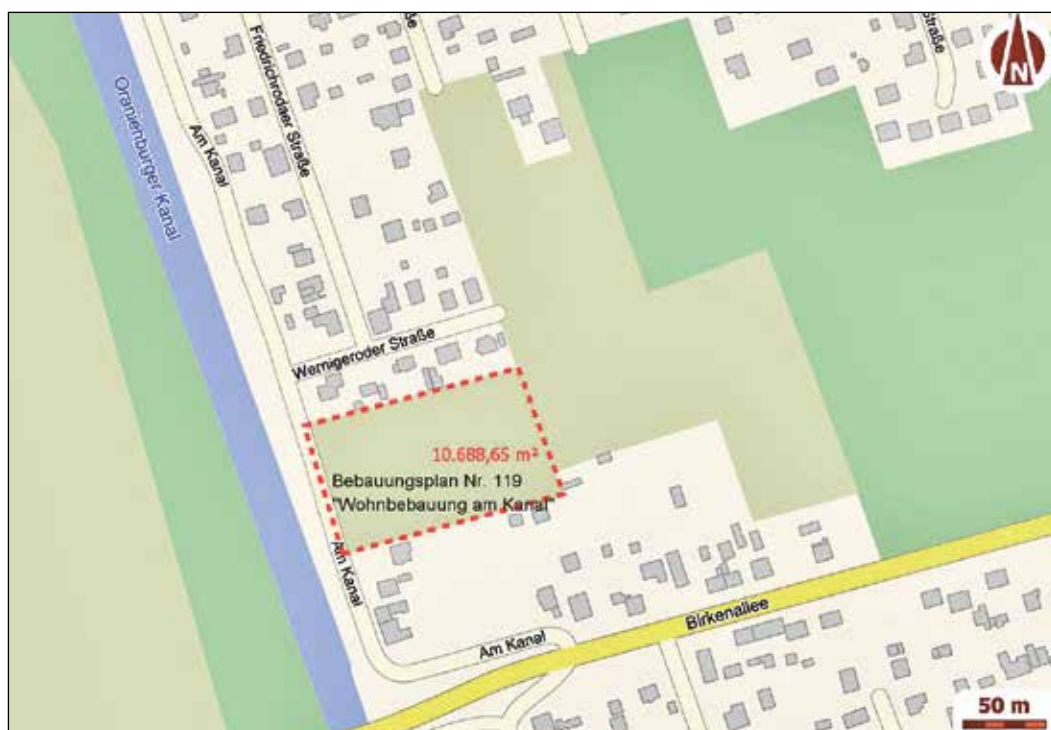 Straße
Straße
N
Friedrichrodaer Straße
Oranienburger Kanal
Am Kanal
Wernigeroder Straße
10.688,65 m²
Bebauungsplan Nr. 119
"Wohnbebauung am Kanal"
Am Kanal
Am Kanal
Birkenallee
50 m